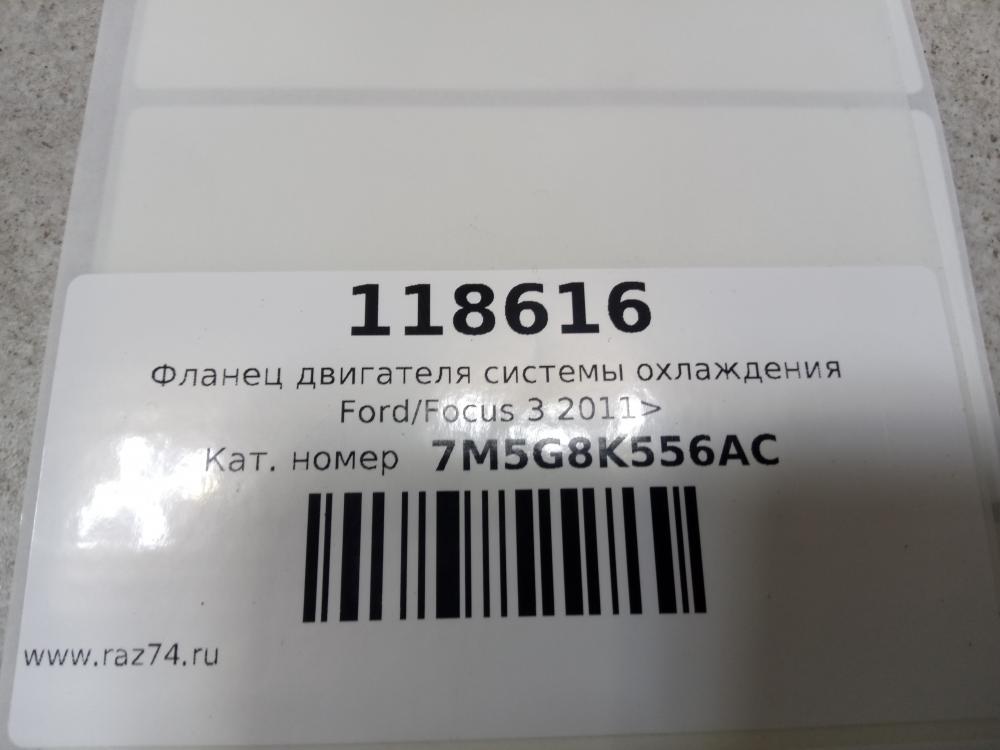 118616
Фланец двигателя системы охлаждения
Ford/Focus 3 2011>
Кат. номер 7M5G8K556AC
www.raz74.ru